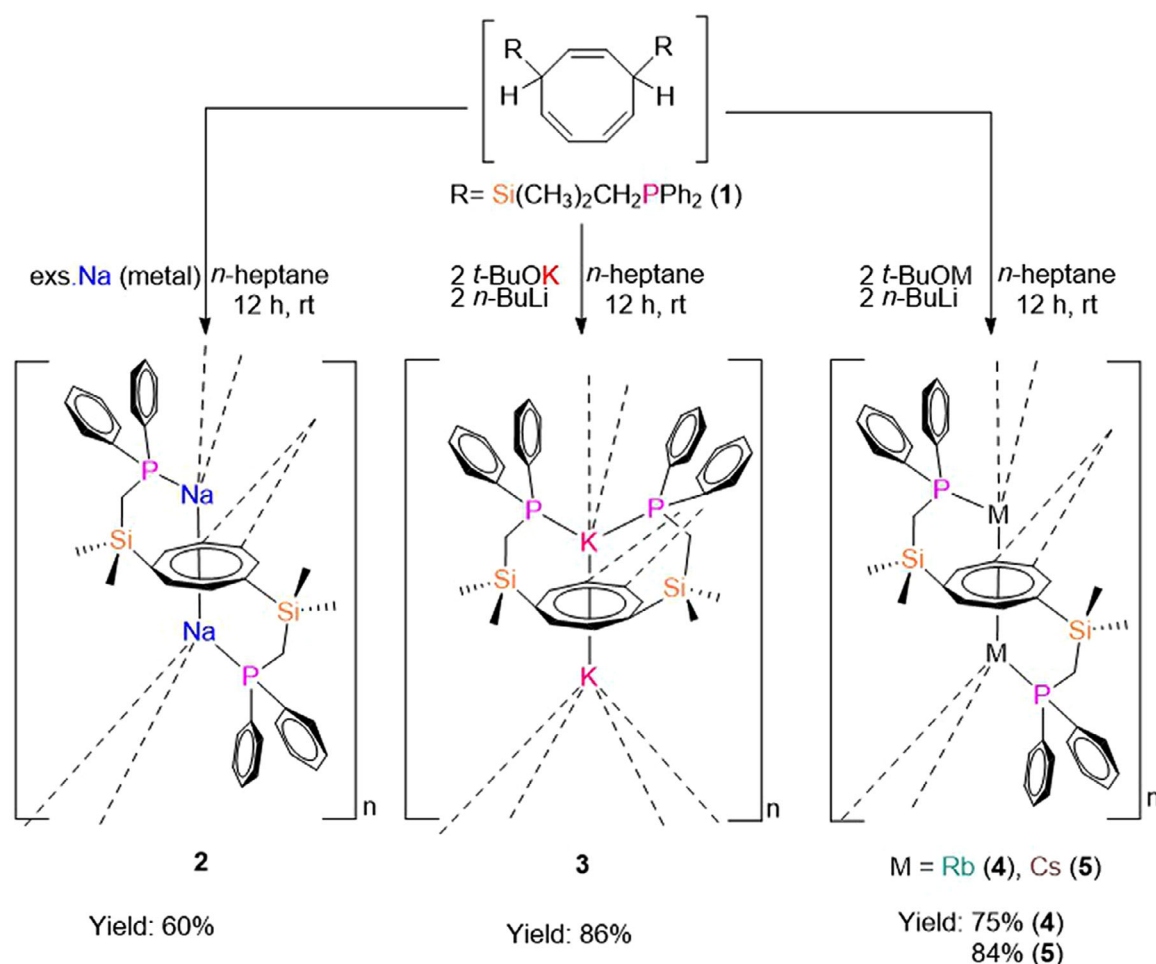 R R
H H
R= Si(CH₃)₂CH₂PPh₂ (1)
exs.Na (metal) n-heptane
12 h, rt
2 t-BuOK n-heptane
2 n-BuLi 12 h, rt
2 t-BuOM n-heptane
2 n-BuLi 12 h, rt
P
Na
Si
Si
Na
P
n
2
Yield: 60%
P P
K
Si Si
K
n
3
Yield: 86%
P
M
Si
Si
M
P
n
M = Rb (4), Cs (5)
Yield: 75% (4)
84% (5)